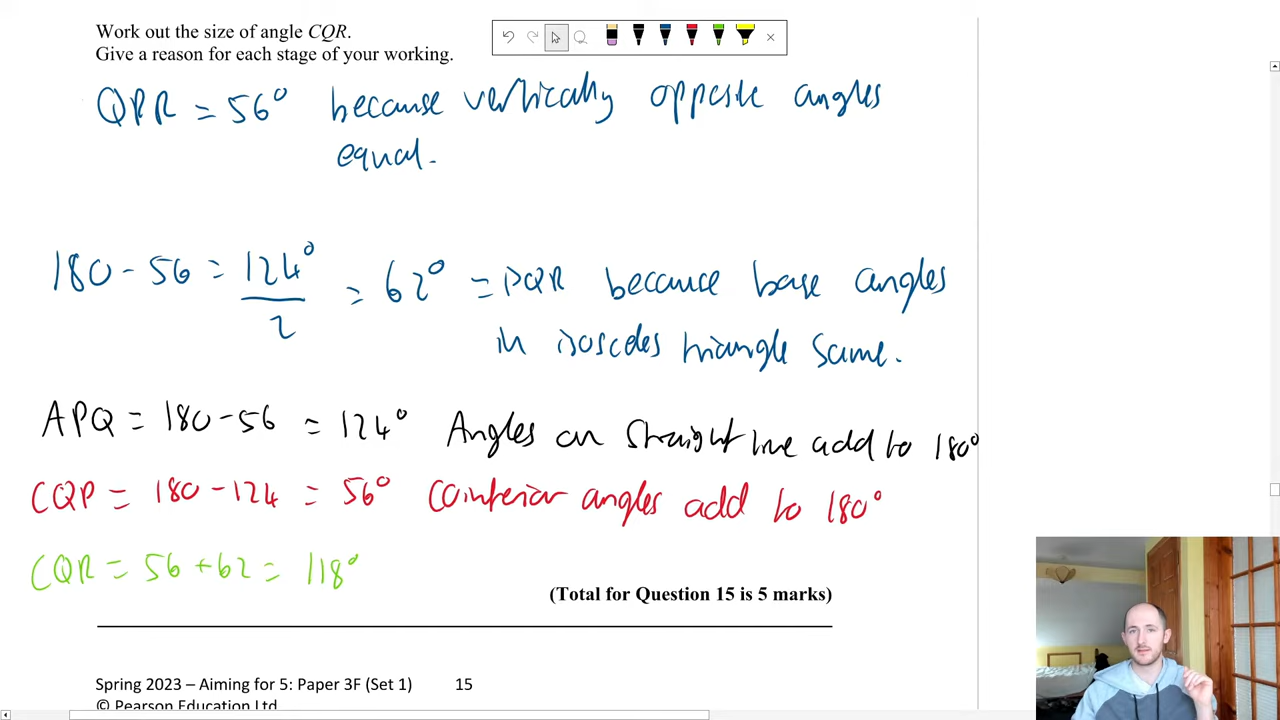 Work out the size of angle CQR.
Give a reason for each stage of your working.
QPR = 56° because vertically opposite angles
equal.
180 - 56 = 124°/2 = 62° = PQR because base angles
in isosceles triangle same.
APQ = 180 - 56 = 124° Angles on straight line add to 180°
CQP = 180 - 124 = 56° Cointerior angles add to 180°
CQR = 56 + 62 = 118°
(Total for Question 15 is 5 marks)
Spring 2023 – Aiming for 5: Paper 3F (Set 1) 15
© Pearson Education Ltd